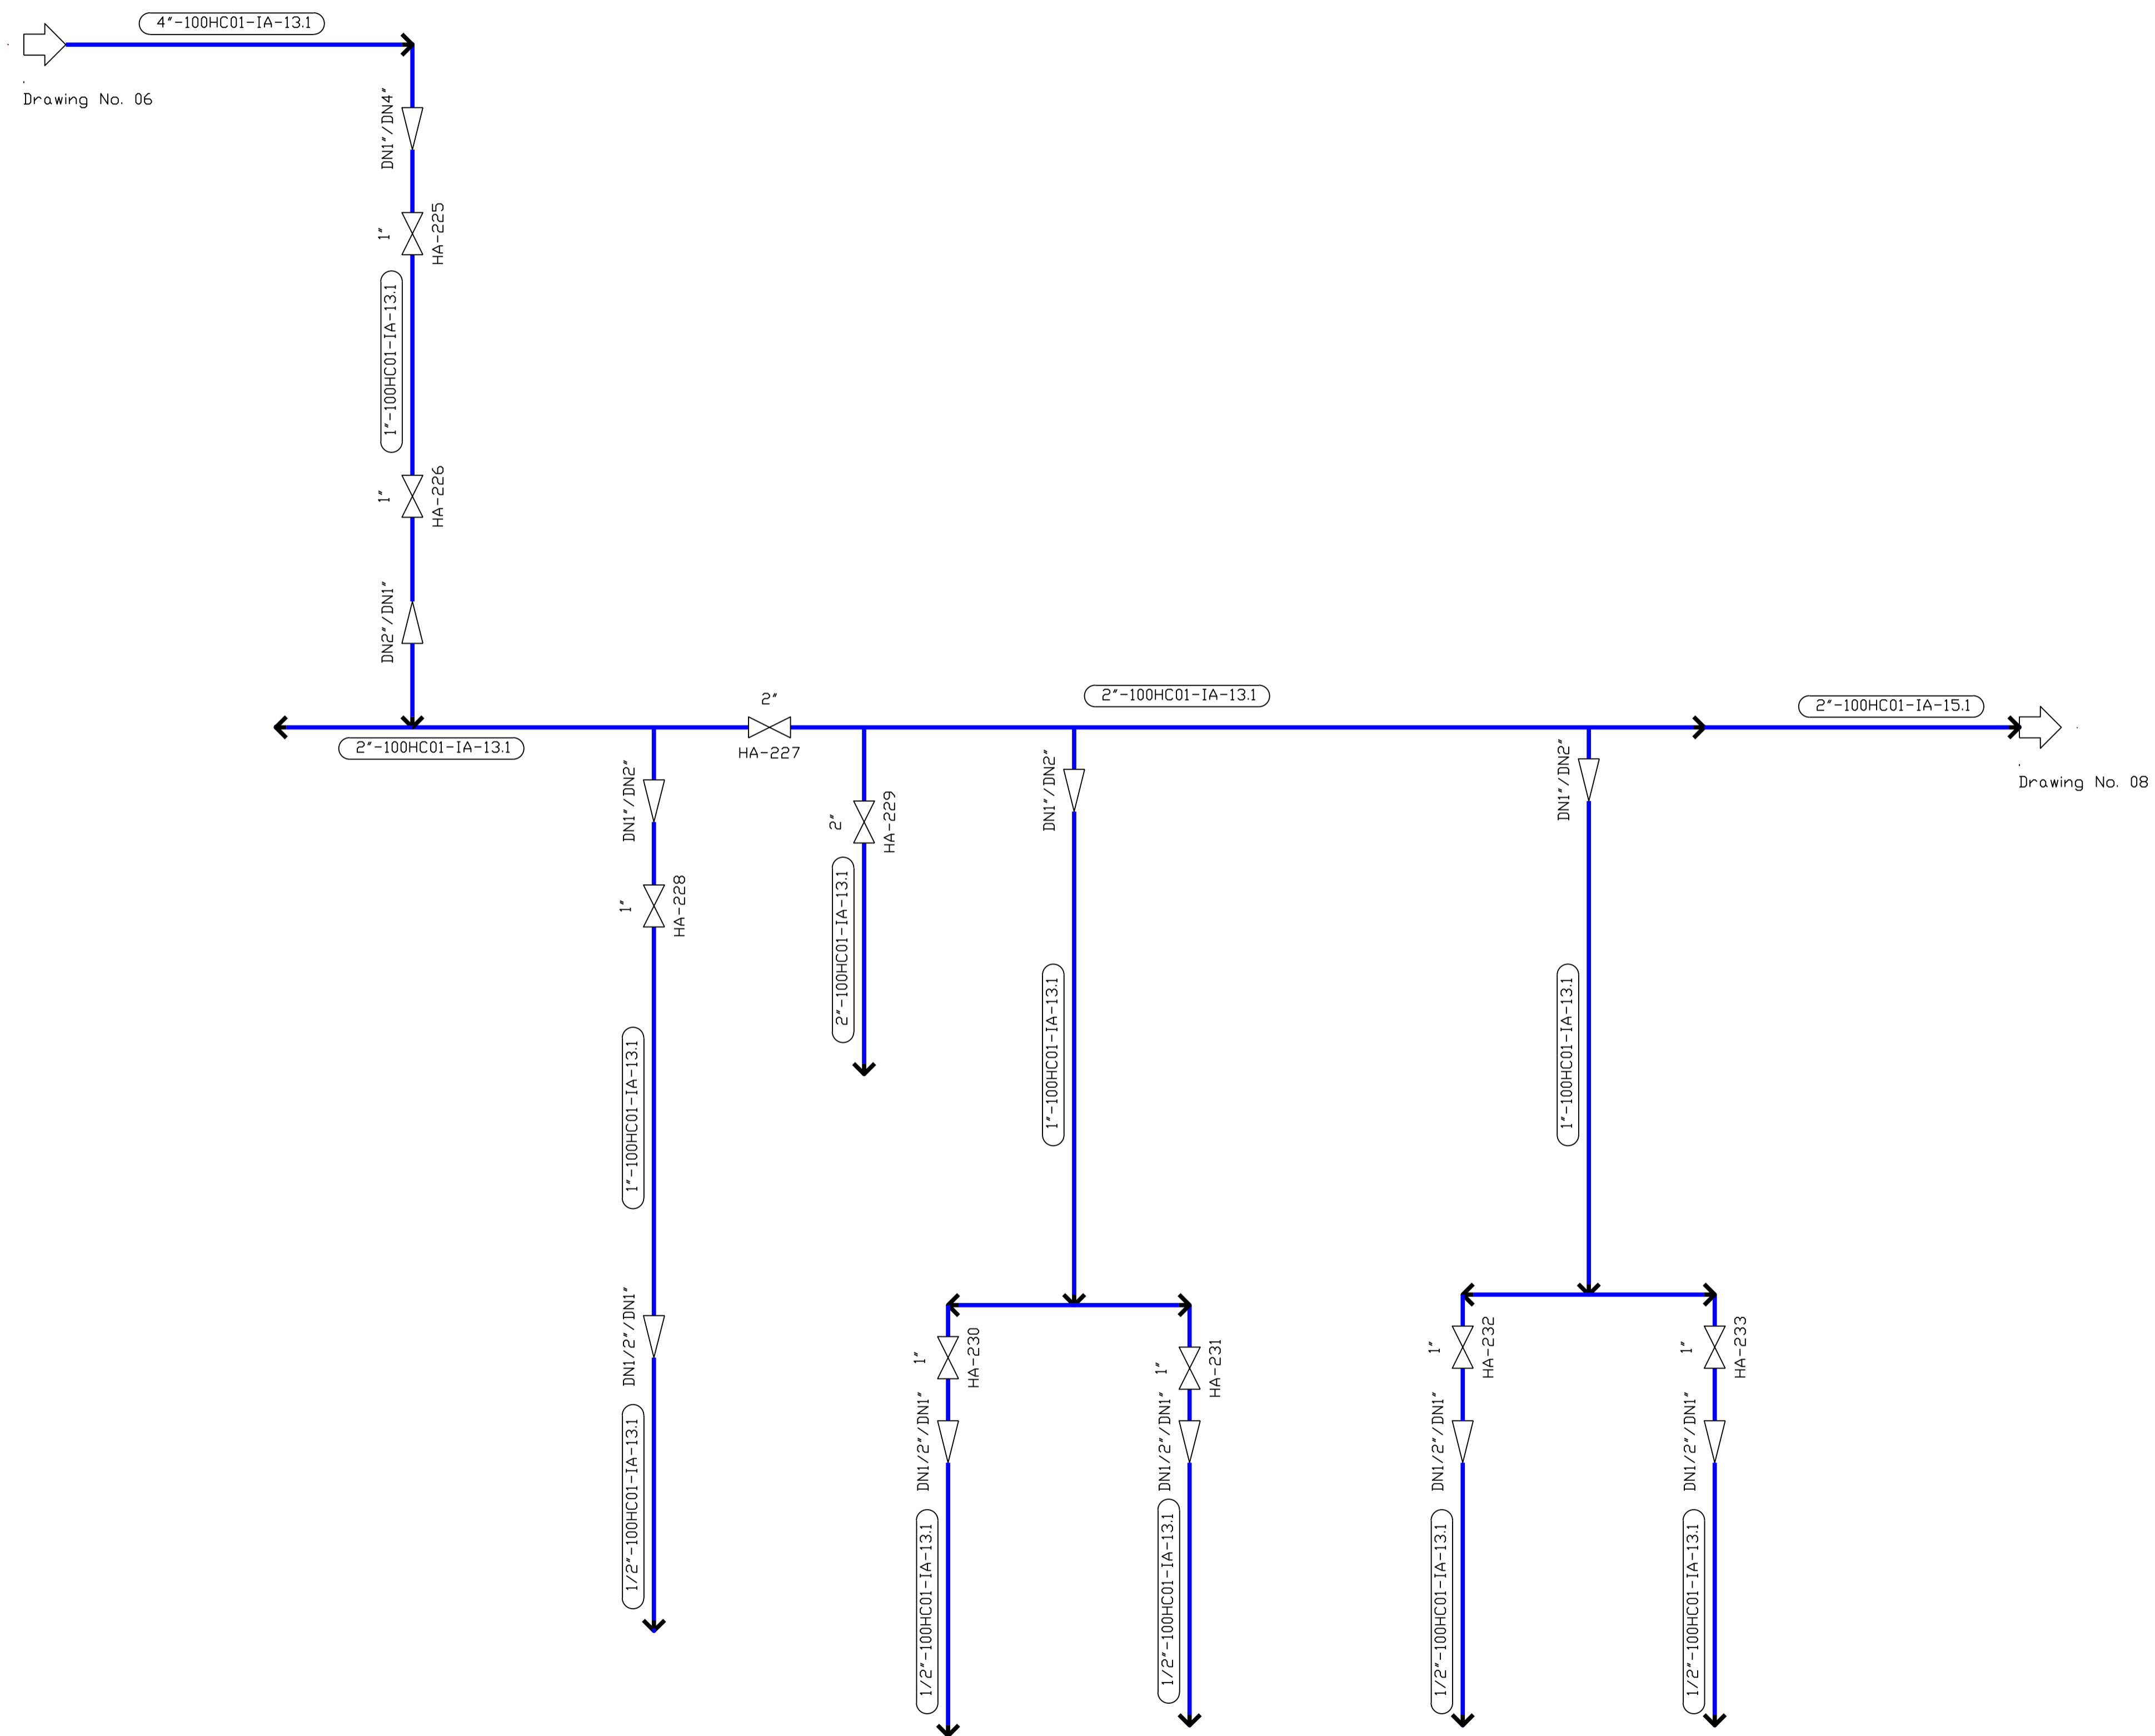 4"-100HC01-IA-13.1
Drawing No. 06
DN1"/DN4"
1"
HA-225
1"-100HC01-IA-13.1
1"
HA-226
DN2"/DN1"
2"-100HC01-IA-13.1
2"
HA-227
2"-100HC01-IA-13.1
2"-100HC01-IA-15.1
Drawing No. 08
DN1"/DN2"
1"
HA-228
1"-100HC01-IA-13.1
DN1/2"/DN1"
1/2"-100HC01-IA-13.1
2"
HA-229
2"-100HC01-IA-13.1
DN1"/DN2"
1"-100HC01-IA-13.1
1"
HA-230
DN1/2"/DN1"
1/2"-100HC01-IA-13.1
1"
HA-231
DN1/2"/DN1"
1/2"-100HC01-IA-13.1
DN1"/DN2"
1"-100HC01-IA-13.1
1"
HA-232
DN1/2"/DN1"
1/2"-100HC01-IA-13.1
1"
HA-233
DN1/2"/DN1"
1/2"-100HC01-IA-13.1